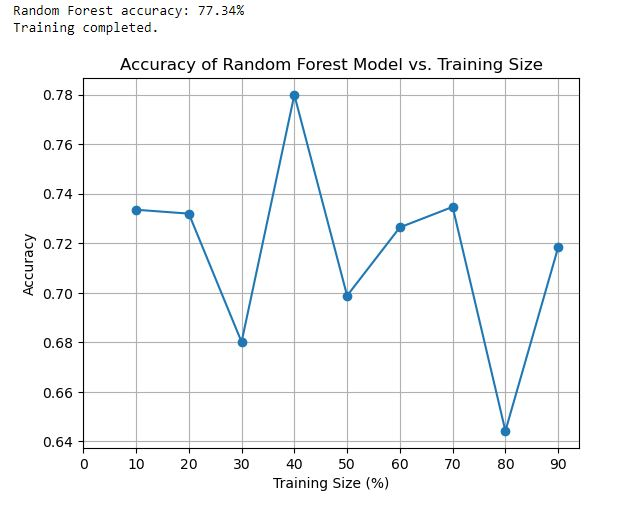 Random Forest accuracy: 77.34%
Training completed.
Accuracy of Random Forest Model vs. Training Size
0.78
0.76
0.74
0.72
0.70
0.68
0.66
0.64
Accuracy
0 10 20 30 40 50 60 70 80 90
Training Size (%)